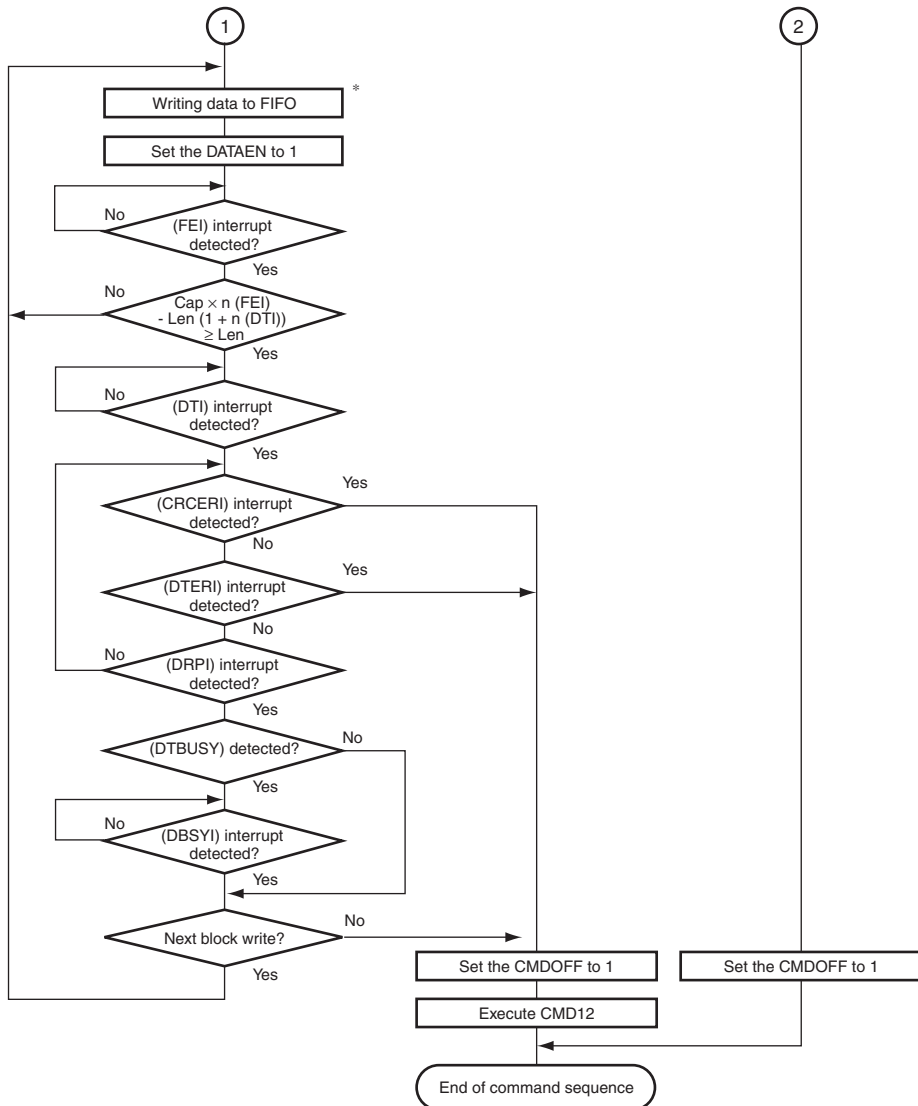 1
2
Writing data to FIFO
*
Set the DATAEN to 1
No
(FEI) interrupt
detected?
Yes
No
Cap × n (FEI)
- Len (1 + n (DTI))
≥ Len
Yes
No
(DTI) interrupt
detected?
Yes
Yes
(CRCERI) interrupt
detected?
No
Yes
(DTERI) interrupt
detected?
No
No
(DRPI) interrupt
detected?
Yes
No
(DTBUSY) detected?
Yes
No
(DBSYI) interrupt
detected?
Yes
No
Next block write?
Yes
Set the CMDOFF to 1
Set the CMDOFF to 1
Execute CMD12
End of command sequence